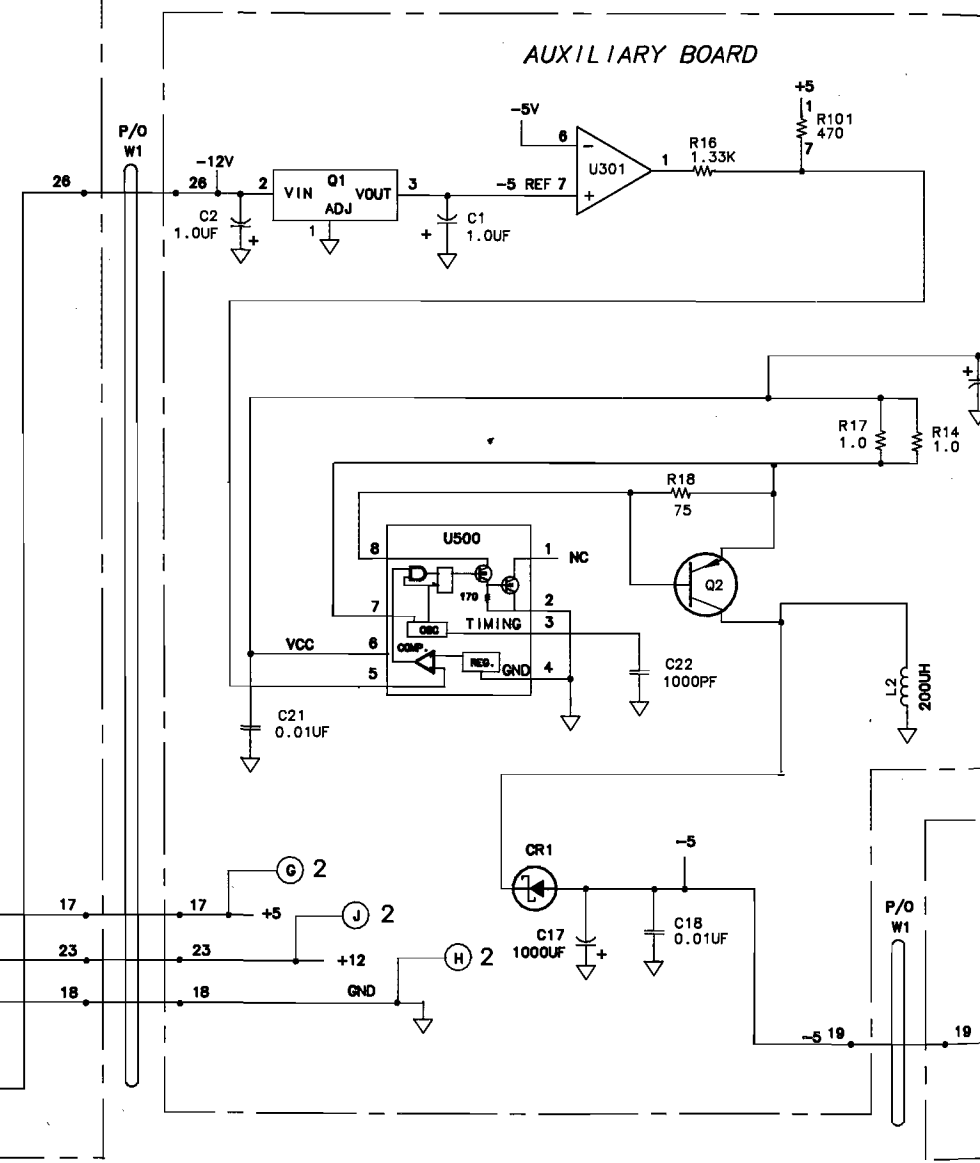 AUXILIARY BOARD
P/O
W1
26
26
-12V
2
VIN
Q1
VOUT
ADJ
3
1
C2
1.0UF
+
C1
1.0UF
+
-5 REF 7
-5V
6
-
+
U301
1
R16
1.33K
+5
1
R101
470
7
+
R17
1.0
R14
1.0
R18
75
Q2
U500
8
1
NC
170
2
7
OSC
TIMING
3
VCC
6
COMP.
REG.
GND
4
5
C22
1000PF
C21
0.01UF
L2
200UH
CR1
-5
C17
1000UF
+
C18
0.01UF
G 2
17
17
+5
J 2
23
23
+12
H 2
18
18
GND
P/O
W1
-5 19
19